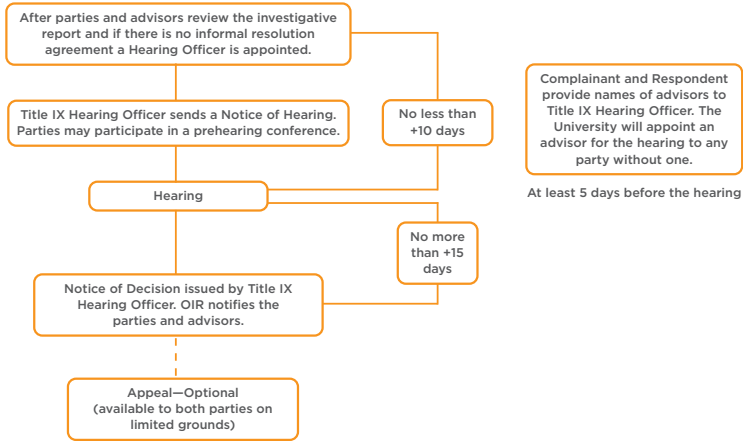 After parties and advisors review the investigative
report and if there is no informal resolution
agreement a Hearing Officer is appointed.
Title IX Hearing Officer sends a Notice of Hearing.
Parties may participate in a prehearing conference.
No less than
+10 days
Hearing
No more
than +15
days
Notice of Decision issued by Title IX
Hearing Officer. OIR notifies the
parties and advisors.
Appeal—Optional
(available to both parties on
limited grounds)
Complainant and Respondent
provide names of advisors to
Title IX Hearing Officer. The
University will appoint an
advisor for the hearing to any
party without one.
At least 5 days before the hearing